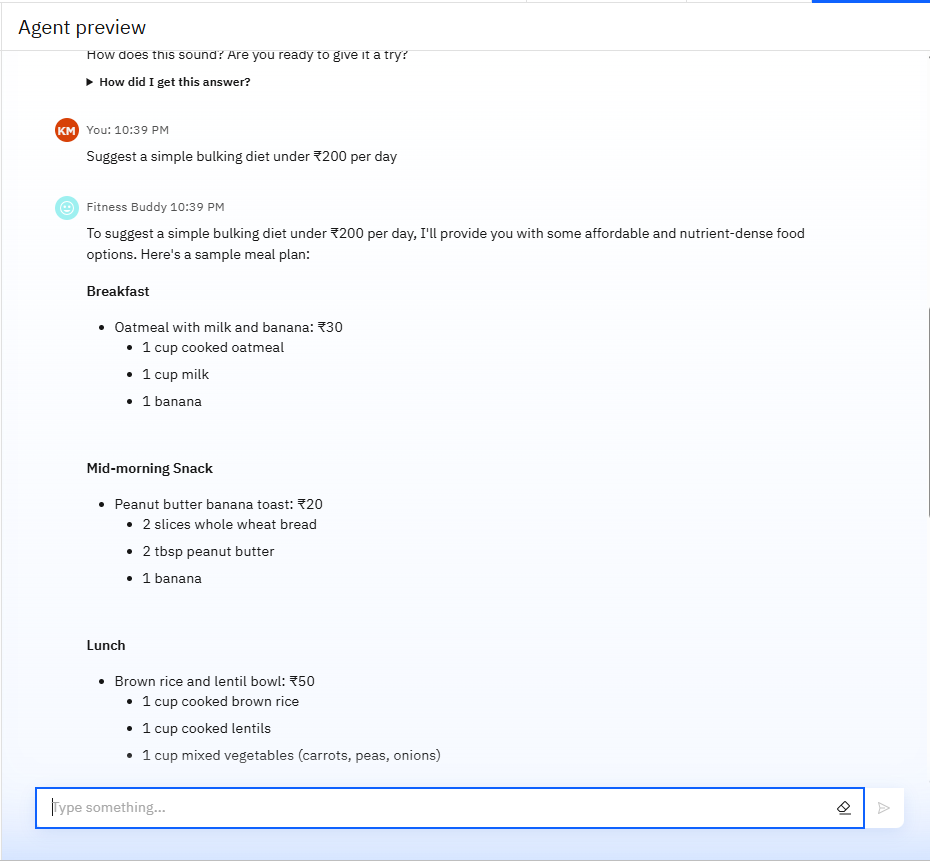 Agent preview
How does this sound? Are you ready to give it a try?
▶ How did I get this answer?
KM You: 10:39 PM
Suggest a simple bulking diet under ₹200 per day
Fitness Buddy 10:39 PM
To suggest a simple bulking diet under ₹200 per day, I'll provide you with some affordable and nutrient-dense food
options. Here's a sample meal plan:
Breakfast
• Oatmeal with milk and banana: ₹30
• 1 cup cooked oatmeal
• 1 cup milk
• 1 banana
Mid-morning Snack
• Peanut butter banana toast: ₹20
• 2 slices whole wheat bread
• 2 tbsp peanut butter
• 1 banana
Lunch
• Brown rice and lentil bowl: ₹50
• 1 cup cooked brown rice
• 1 cup cooked lentils
• 1 cup mixed vegetables (carrots, peas, onions)
Type something...